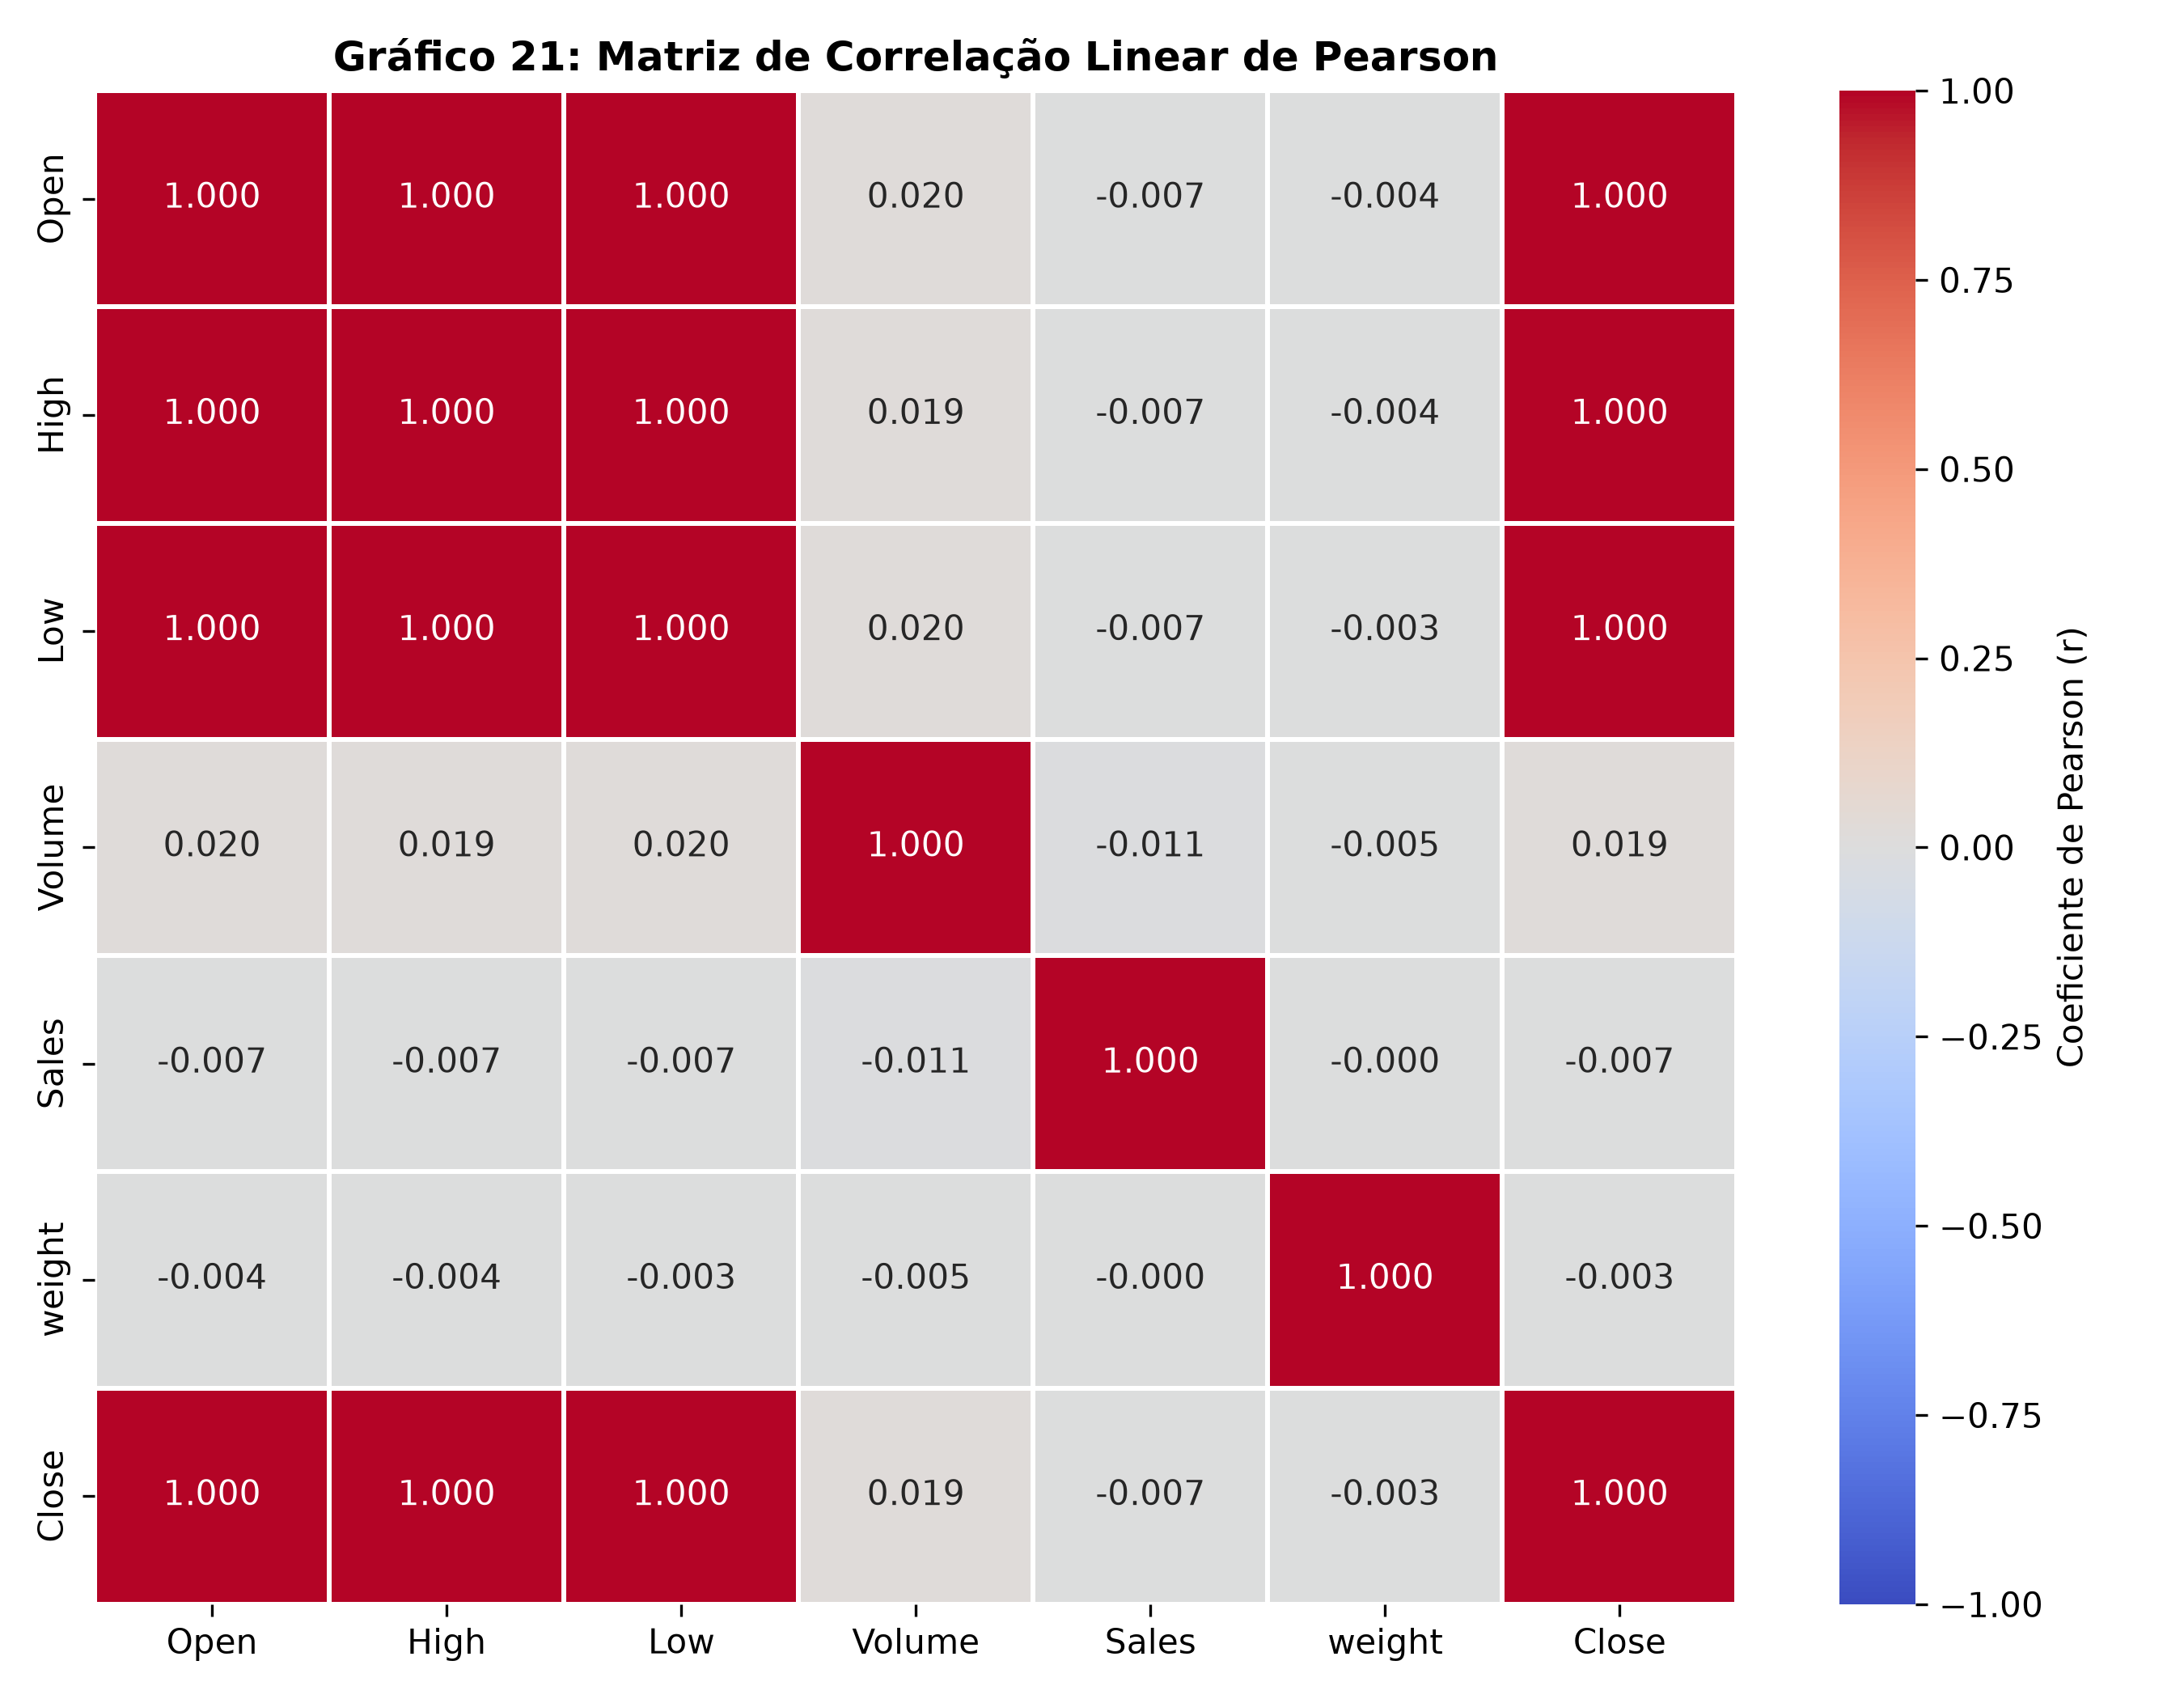 Gráfico 21: Matriz de Correlação Linear de Pearson
Open 1.000 1.000 1.000 0.020 -0.007 -0.004 1.000
High 1.000 1.000 1.000 0.019 -0.007 -0.004 1.000
Low 1.000 1.000 1.000 0.020 -0.007 -0.003 1.000
Volume 0.020 0.019 0.020 1.000 -0.011 -0.005 0.019
Sales -0.007 -0.007 -0.007 -0.011 1.000 -0.000 -0.007
weight -0.004 -0.004 -0.003 -0.005 -0.000 1.000 -0.003
Close 1.000 1.000 1.000 0.019 -0.007 -0.003 1.000
Open High Low Volume Sales weight Close
1.00
0.75
0.50
0.25
0.00
−0.25
−0.50
−0.75
−1.00
Coeficiente de Pearson (r)